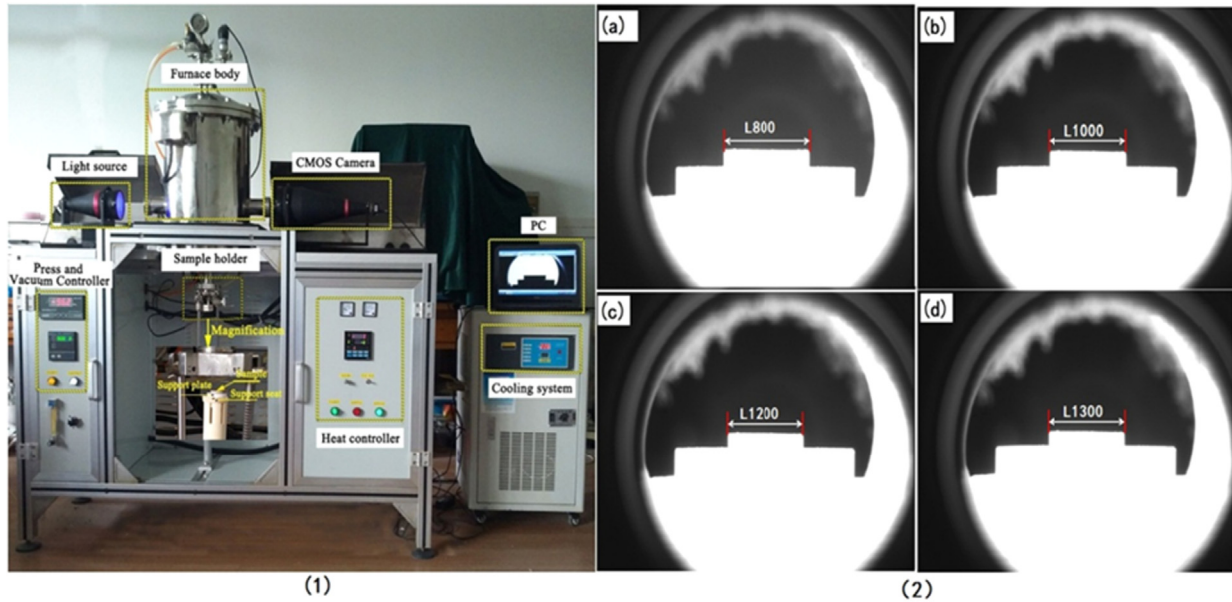 Furnace body
Light source
CMOS Camera
PC
Press and
Vacuum Controller
Sample holder
Magnification
Sample
Support plate
Support seat
Heat controller
Cooling system
(1)
(a)
L800
(b)
L1000
(c)
L1200
(d)
L1300
(2)